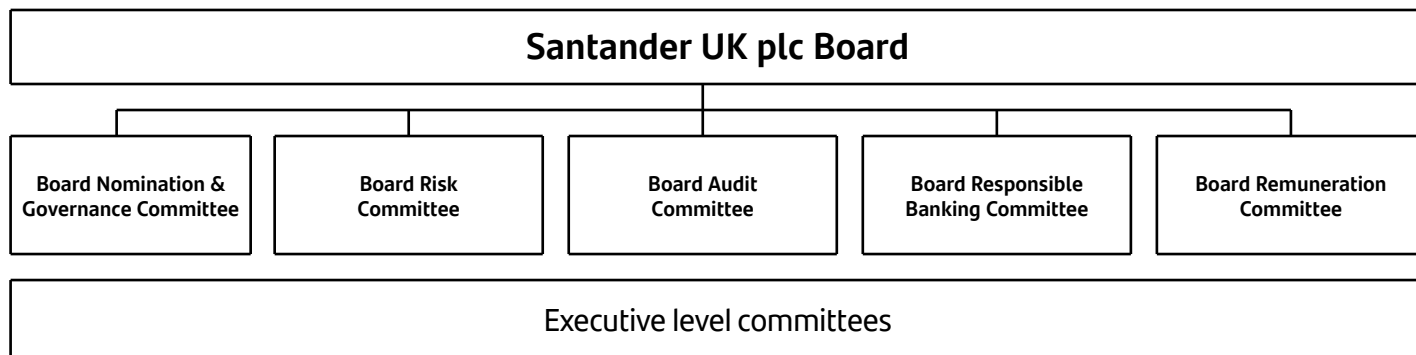 Santander UK plc Board
Board Nomination &
Governance Committee
Board Risk
Committee
Board Audit
Committee
Board Responsible
Banking Committee
Board Remuneration
Committee
Executive level committees